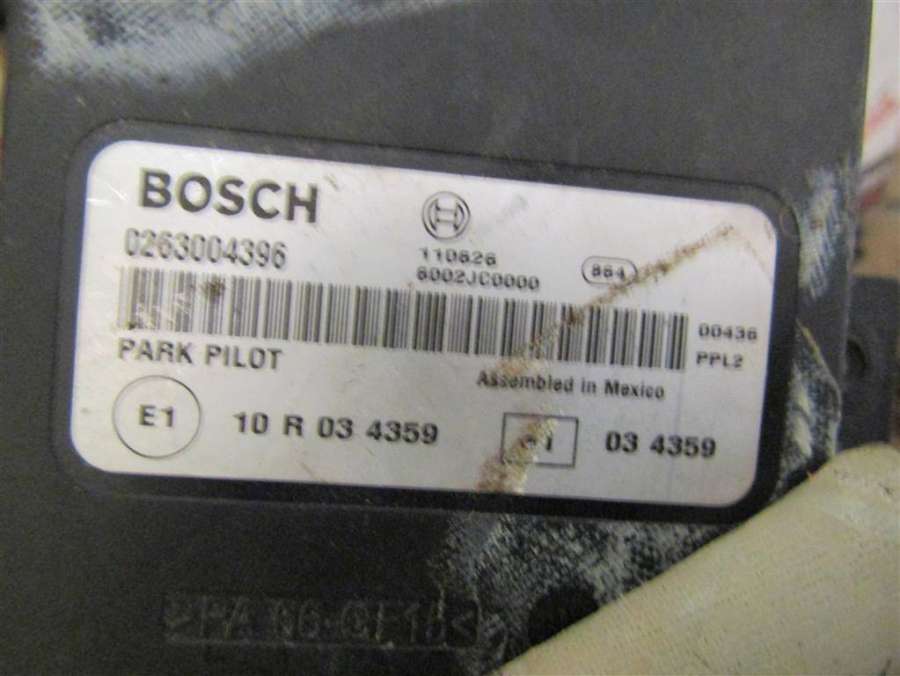 BOSCH
0263004396
110626
6002JC0000
864
00436
PPL2
PARK PILOT
Assembled in Mexico
E1
10 R 03 4359
03 4359